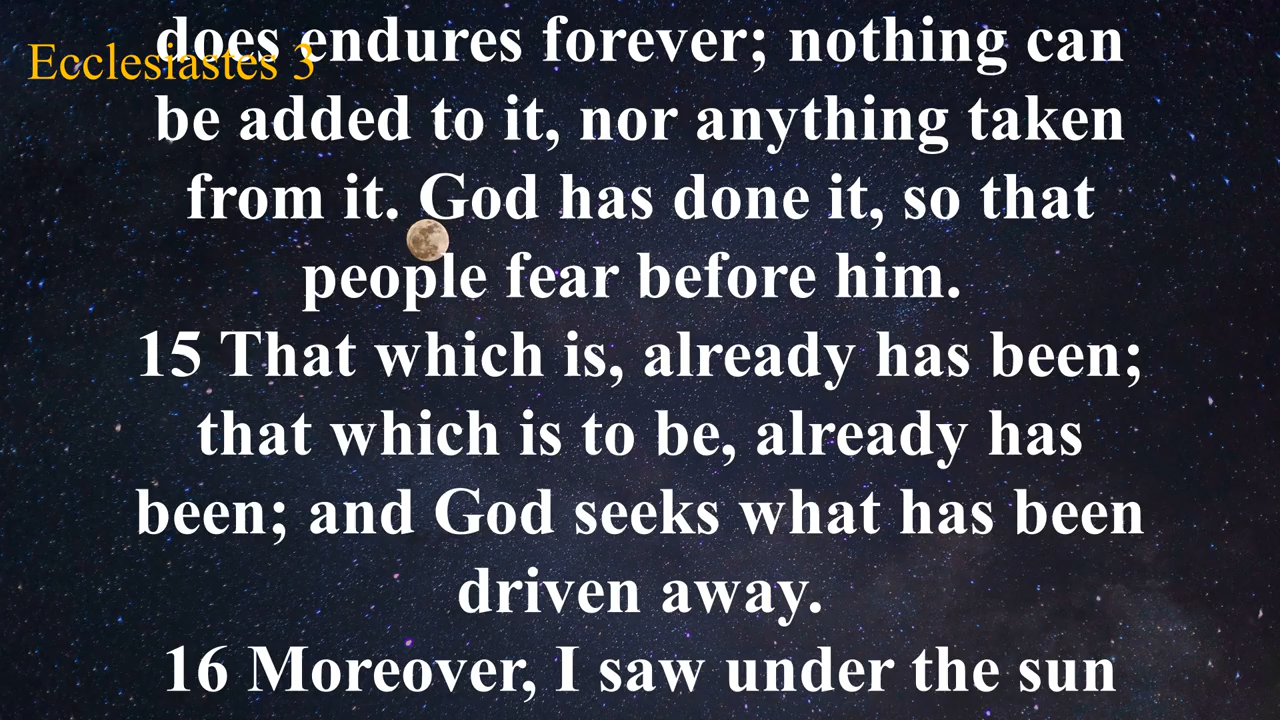 Ecclesiastes 3
does endures forever; nothing can
be added to it, nor anything taken
from it. God has done it, so that
people fear before him.
15 That which is, already has been;
that which is to be, already has
been; and God seeks what has been
driven away.
16 Moreover, I saw under the sun